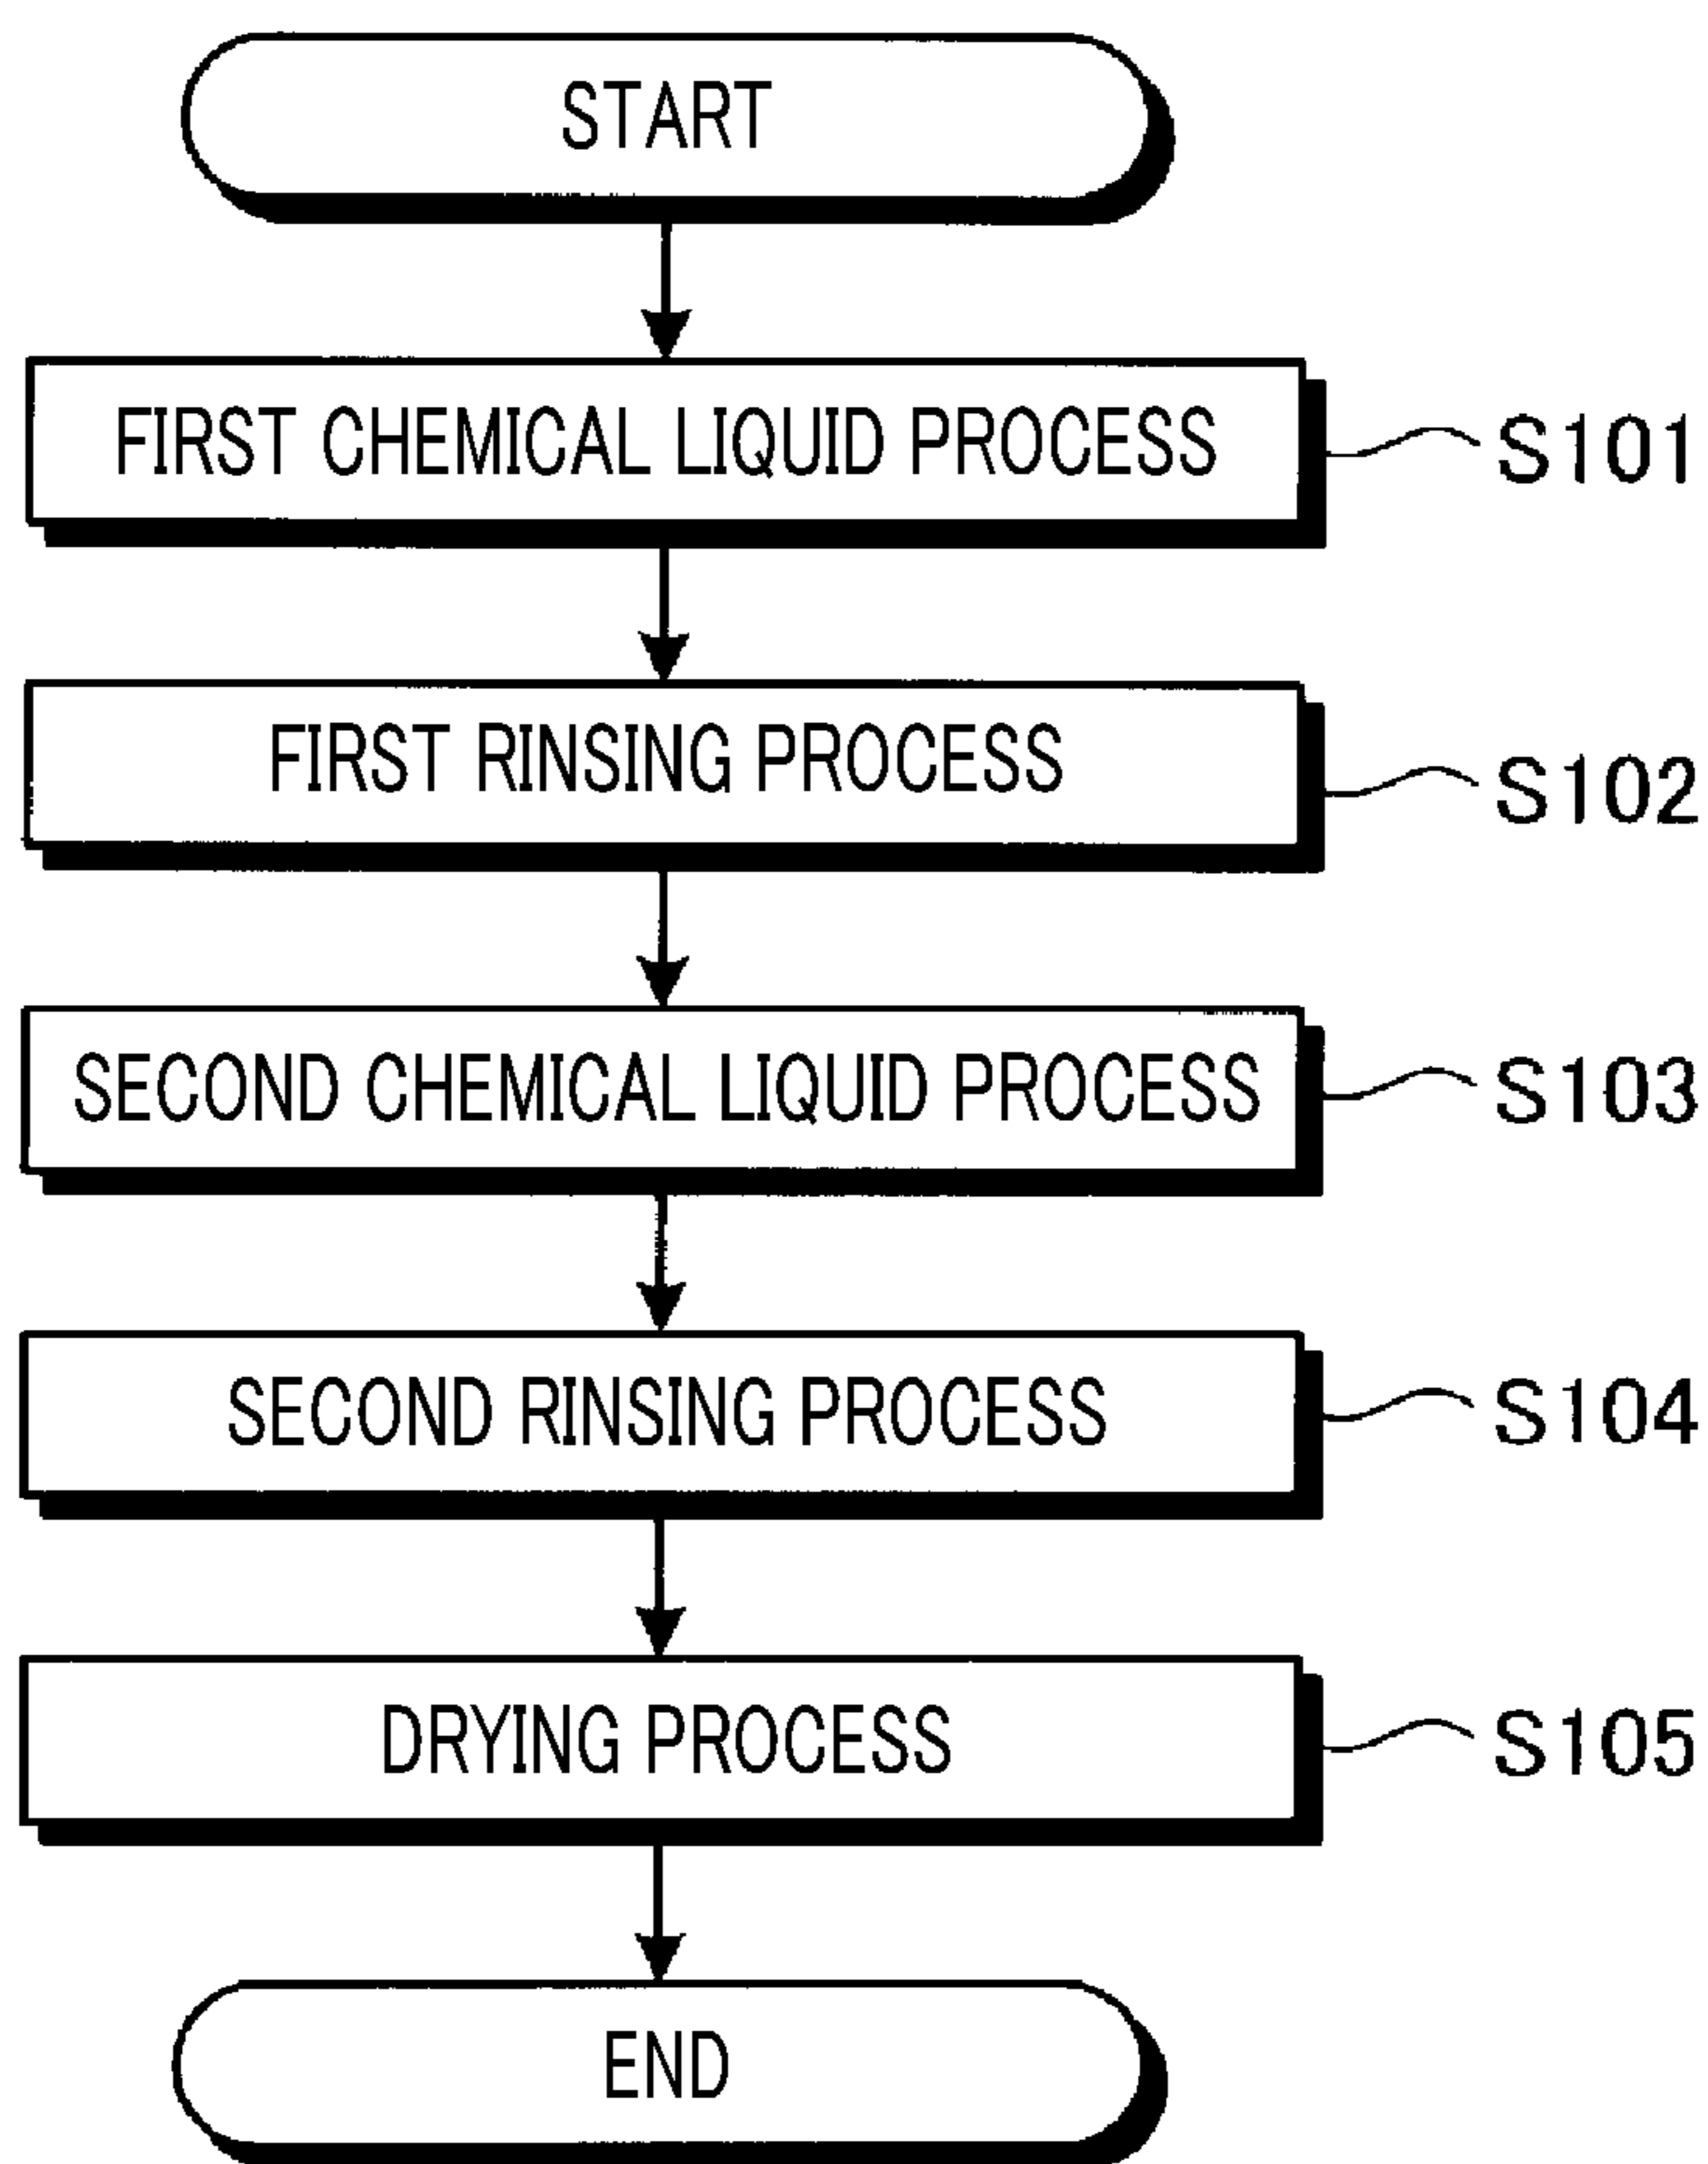 START
FIRST CHEMICAL LIQUID PROCESS
S101
FIRST RINSING PROCESS
S102
SECOND CHEMICAL LIQUID PROCESS
S103
SECOND RINSING PROCESS
S104
DRYING PROCESS
S105
END